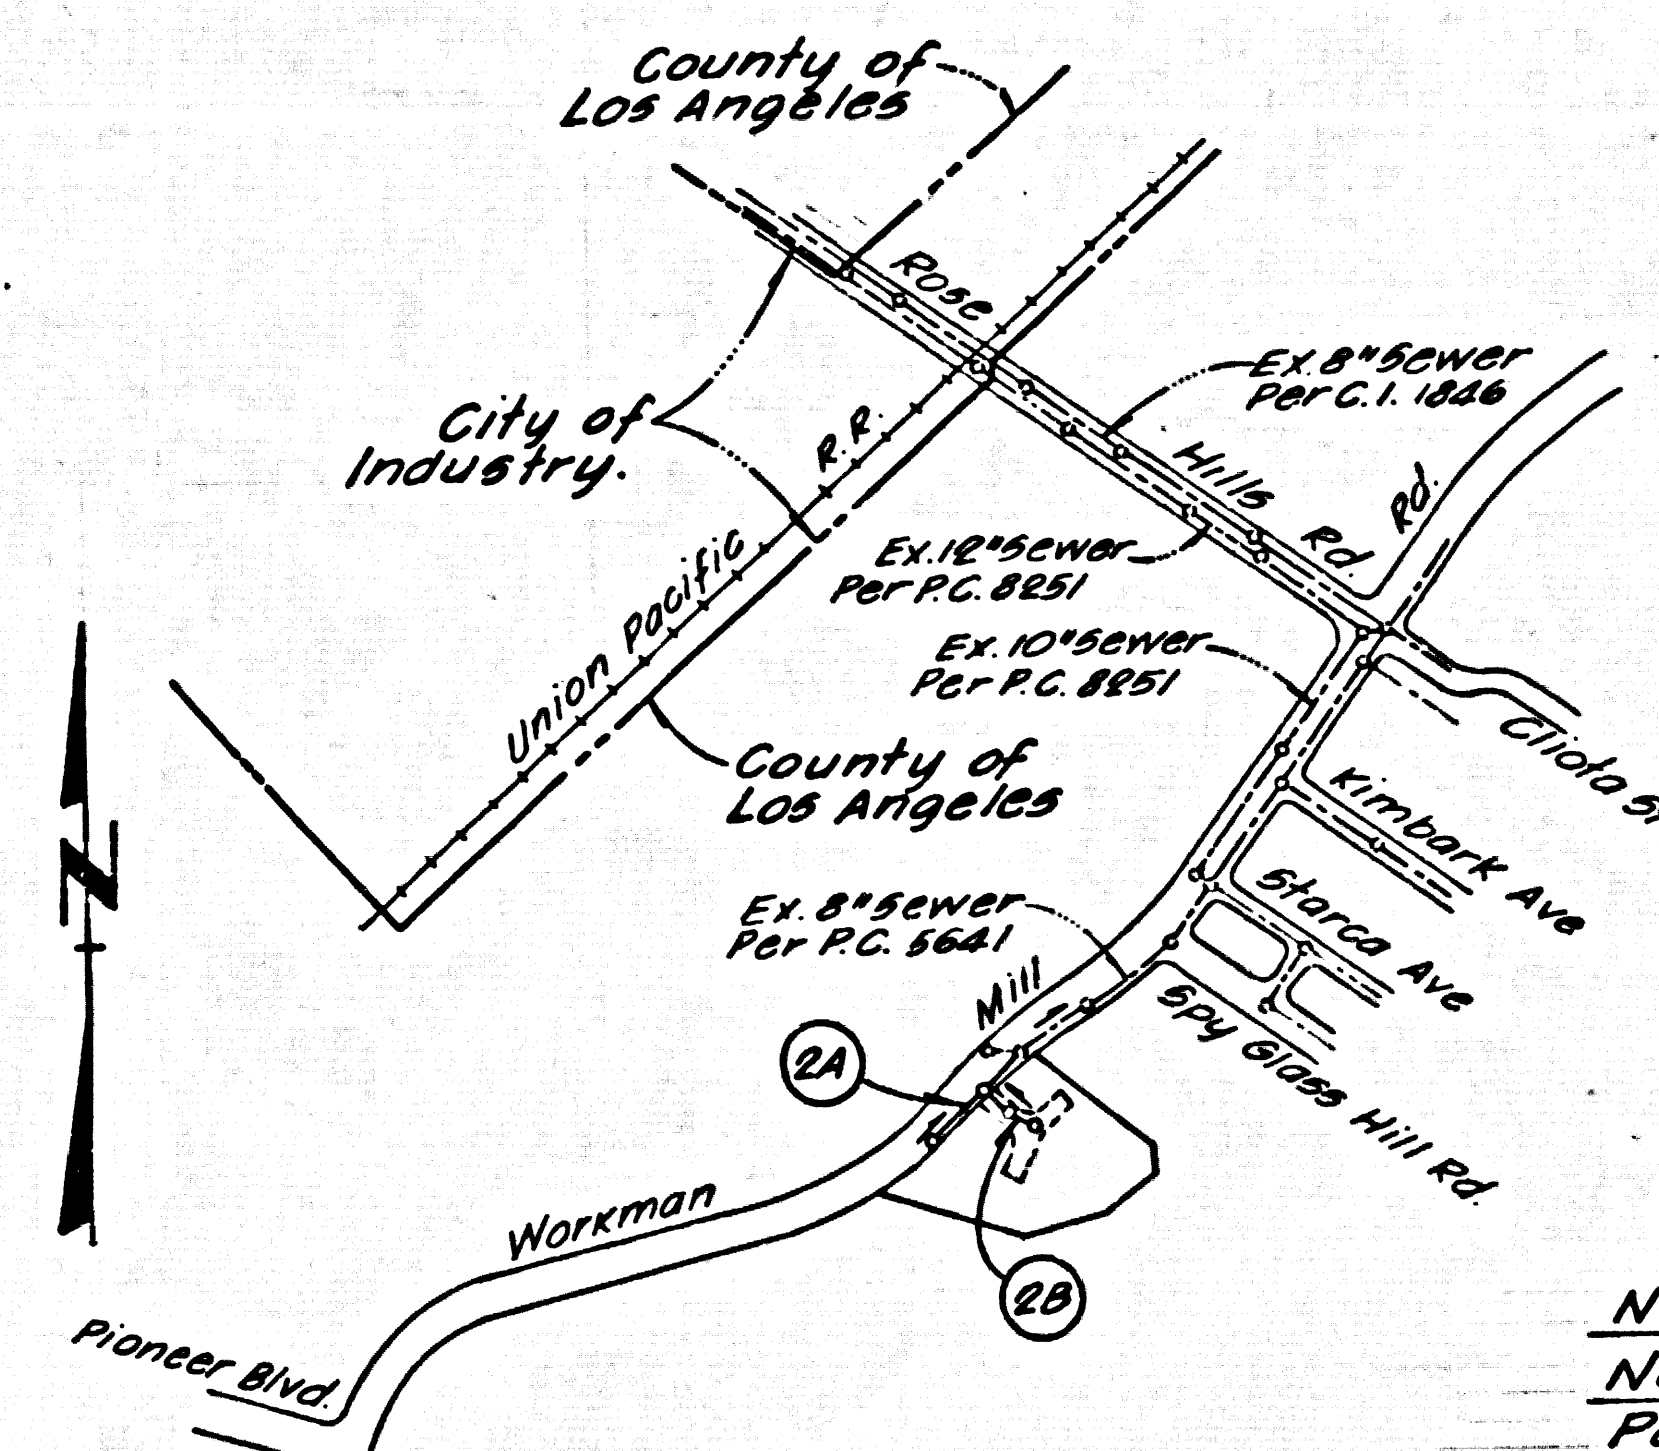 County of
Los Angeles
Rose
Ex. 8" Sewer
Per C.I. 1846
City of
Industry.
R.R.
Hills
Rd.
Rd.
Ex. 12" Sewer
Per P.C. 8251
Union Pacific
Ex. 10" Sewer
Per P.C. 8251
Cliota
County of
Los Angeles
Kimbark Ave
N
Starca Ave
Ex. 8" Sewer
Per P.C. 5641
Mill
Spy Glass Hill Rd.
2A
Workman
2B
Pioneer Blvd.